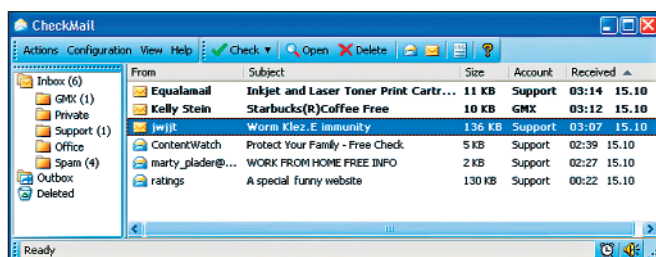 CheckMail
Actions Configuration View Help Check Open Delete
From Subject Size Account Received
Inbox (6)
GMX (1)
Private
Support (1)
Office
Spam (4)
Outbox
Deleted
Equalamail Inkjet and Laser Toner Print Cartr... 11 KB Support 03:14 15.10
Kelly Stein Starbucks(R)Coffee Free 10 KB GMX 03:12 15.10
jwjjt Worm Klez.E immunity 136 KB Support 03:07 15.10
ContentWatch Protect Your Family - Free Check 5 KB Support 02:39 15.10
marty_plader@... WORK FROM HOME FREE INFO 2 KB Support 02:27 15.10
ratings A special funny website 130 KB Support 00:22 15.10
Ready